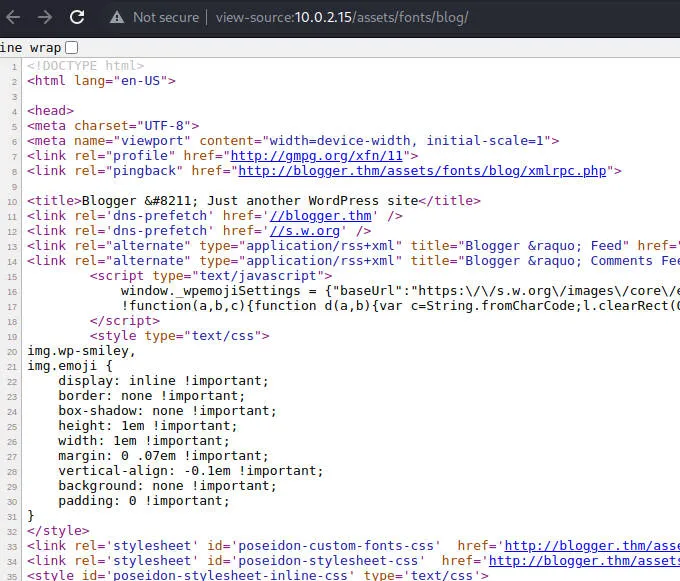 Not secure | view-source:10.0.2.15/assets/fonts/blog/
ine wrap
1 <!DOCTYPE html>
2 <html lang="en-US">
3
4 <head>
5 <meta charset="UTF-8">
6 <meta name="viewport" content="width=device-width, initial-scale=1">
7 <link rel="profile" href="http://gmpg.org/xfn/11">
8 <link rel="pingback" href="http://blogger.thm/assets/fonts/blog/xmlrpc.php">
9
10 <title>Blogger &#8211; Just another WordPress site</title>
11 <link rel='dns-prefetch' href='//blogger.thm' />
12 <link rel='dns-prefetch' href='//s.w.org' />
13 <link rel="alternate" type="application/rss+xml" title="Blogger &raquo; Feed" href="
14 <link rel="alternate" type="application/rss+xml" title="Blogger &raquo; Comments Fee
15 <script type="text/javascript">
16 window._wpemojiSettings = {"baseUrl":"https:\/\/s.w.org\/images\/core\/e
17 !function(a,b,c){function d(a,b){var c=String.fromCharCode;l.clearRect(0
18 </script>
19 <style type="text/css">
20 img.wp-smiley,
21 img.emoji {
22 display: inline !important;
23 border: none !important;
24 box-shadow: none !important;
25 height: 1em !important;
26 width: 1em !important;
27 margin: 0 .07em !important;
28 vertical-align: -0.1em !important;
29 background: none !important;
30 padding: 0 !important;
31 }
32 </style>
33 <link rel='stylesheet' id='poseidon-custom-fonts-css' href='http://blogger.thm/asse
34 <link rel='stylesheet' id='poseidon-stylesheet-css' href='http://blogger.thm/assets
35 <style id='poseidon-stylesheet-inline-css' type='text/css'>